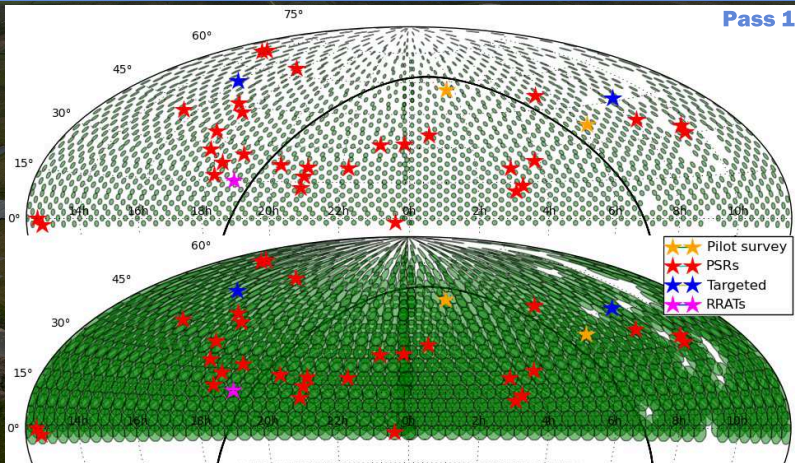 Pass 1
75°
60°
45°
30°
15°
0°
14h 18h 20h 22h 0h 2h 4h 6h 8h 10h
Pilot survey
PSRs
Targeted
RRATs
60°
45°
30°
15°
0°
14h 18h 20h 22h 0h 2h 4h 6h 8h 10h